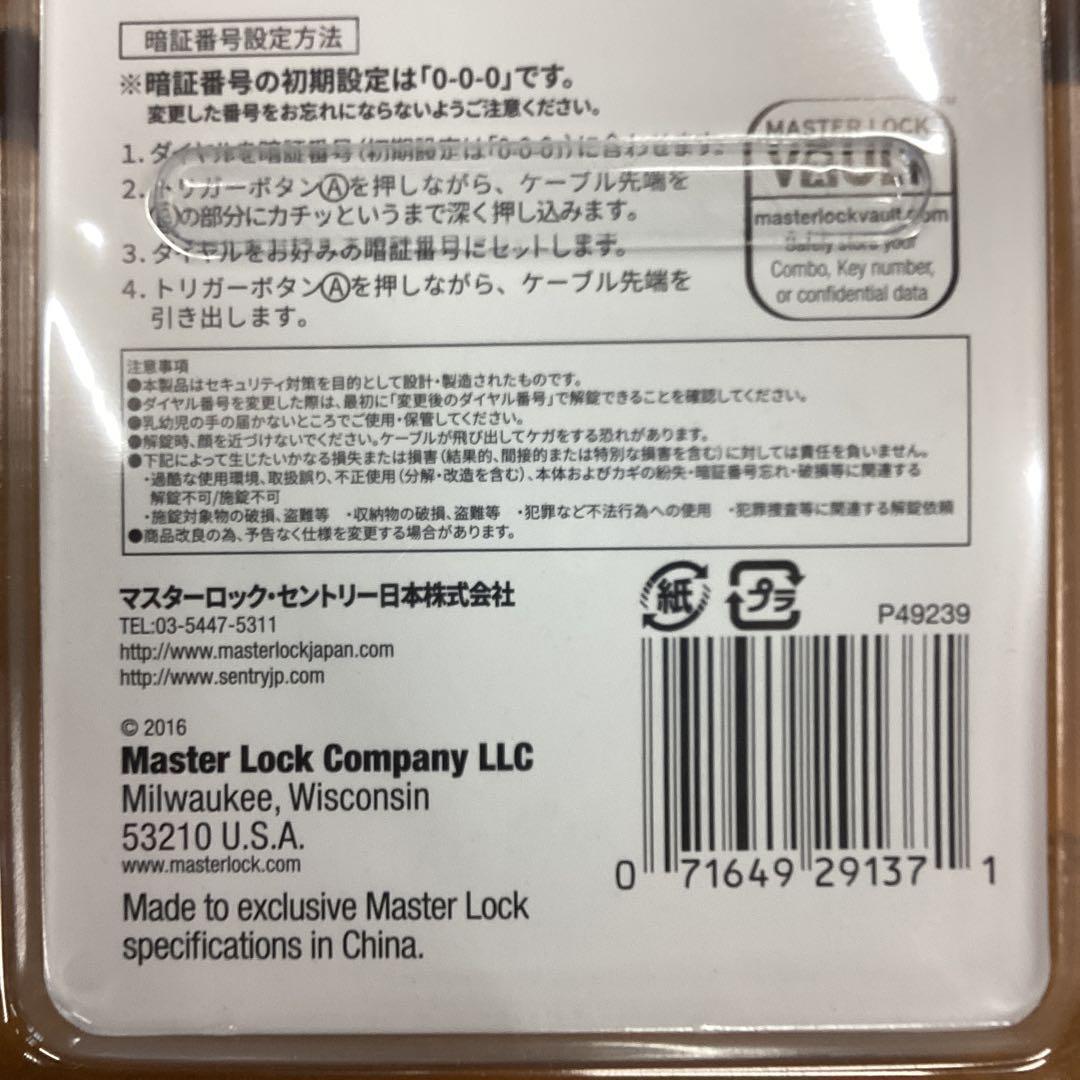 暗証番号設定方法
※暗証番号の初期設定は「0-0-0」です。
変更した番号をお忘れにならないようご注意ください。
1. ダイヤルを暗証番号(初期設定は「0-0-0」)に合わせます。
2. トリガーボタンⒶを押しながら、ケーブル先端を
の部分にカチッというまで深く押し込みます。
3. ダイヤルをお好みの暗証番号にセットします。
4. トリガーボタンⒶを押しながら、ケーブル先端を
引き出します。
MASTER LOCK
VAULT
masterlockvault.com
Safely store your
Combo, Key number,
or confidential data
注意事項
●本製品はセキュリティ対策を目的として設計・製造されたものです。
●ダイヤル番号を変更した際は、最初に「変更後のダイヤル番号」で解錠できることを確認してください。
●乳幼児の手の届かないところでご使用・保管してください。
●解錠時、顔を近づけないでください。ケーブルが飛び出してケガをする恐れがあります。
●下記によって生じたいかなる損失または損害(結果的、間接的または特別な損害を含む)に対しては責任を負いません。
・過酷な使用環境、取扱誤り、不正使用(分解・改造を含む)、本体およびカギの紛失・暗証番号忘れ・破損等に関連する
解錠不可/施錠不可
・施錠対象物の破損、盗難等 ・収納物の破損、盗難等 ・犯罪など不法行為への使用 ・犯罪捜査等に関連する解錠依頼
●商品改良の為、予告なく仕様を変更する場合があります。
マスターロック・セントリー日本株式会社
TEL:03-5447-5311
http://www.masterlockjapan.com
http://www.sentryjp.com
紙
プラ
P49239
© 2016
Master Lock Company LLC
Milwaukee, Wisconsin
53210 U.S.A.
www.masterlock.com
Made to exclusive Master Lock
specifications in China.
0 71649 29137 1